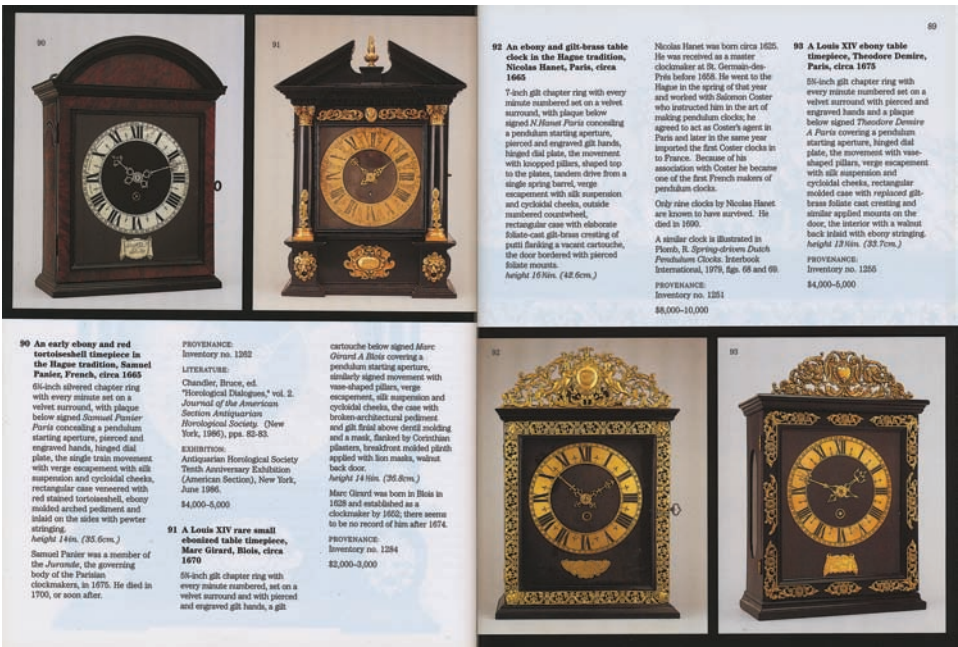 90
91
90 An early ebony and red
tortoiseshell timepiece in
the Hague tradition, Samuel
Panier, French, circa 1665
6¼-inch silvered chapter ring
with every minute set on a
velvet surround, with plaque
below signed Samuel Panier
Paris concealing a pendulum
starting aperture, pierced and
engraved hands, hinged dial
plate, the single train movement
with verge escapement with silk
suspension and cycloidal cheeks,
rectangular case veneered with
red stained tortoiseshell, ebony
molded arched pediment and
inlaid on the sides with pewter
stringing.
height 14in. (35.6cm.)
Samuel Panier was a member of
the Jurande, the governing
body of the Parisian
clockmakers, in 1675. He died in
1700, or soon after.
PROVENANCE:
Inventory no. 1262
LITERATURE:
Chandler, Bruce, ed.
"Horological Dialogues," vol. 2.
Journal of the American
Section Antiquarian
Horological Society. (New
York, 1986), pps. 82-83.
EXHIBITION:
Antiquarian Horological Society
Tenth Anniversary Exhibition
(American Section), New York,
June 1986.
$4,000–5,000
91 A Louis XIV rare small
ebonized table timepiece,
Marc Girard, Blois, circa
1670
5¾-inch gilt chapter ring with
every minute numbered, set on a
velvet surround and with pierced
and engraved gilt hands, a gilt
cartouche below signed Marc
Girard A Blois covering a
pendulum starting aperture,
similarly signed movement with
vase-shaped pillars, verge
escapement, silk suspension and
cycloidal cheeks, the case with
broken-architectural pediment
and gilt finial above dentil molding
and a mask, flanked by Corinthian
pilasters, breakfront molded plinth
applied with lion masks, walnut
back door.
height 14½in. (36.8cm.)
Marc Girard was born in Blois in
1628 and established as a
clockmaker by 1652; there seems
to be no record of him after 1674.
PROVENANCE:
Inventory no. 1284
$2,000–3,000
89
92 An ebony and gilt-brass table
clock in the Hague tradition,
Nicolas Hanet, Paris, circa
1665
7-inch gilt chapter ring with every
minute numbered set on a velvet
surround, with plaque below
signed N.Hanet Paris concealing
a pendulum starting aperture,
pierced and engraved gilt hands,
hinged dial plate, the movement
with knopped pillars, shaped top
to the plates, tandem drive from a
single spring barrel, verge
escapement with silk suspension
and cycloidal cheeks, outside
numbered countwheel,
rectangular case with elaborate
foliate-cast gilt-brass cresting of
putti flanking a vacant cartouche,
the door bordered with pierced
foliate mounts.
height 16¾in. (42.6cm.)
Nicolas Hanet was born circa 1625.
He was received as a master
clockmaker at St. Germain-des-
Prés before 1658. He went to the
Hague in the spring of that year
and worked with Salomon Coster
who instructed him in the art of
making pendulum clocks; he
agreed to act as Coster's agent in
Paris and later in the same year
imported the first Coster clocks in
to France. Because of his
association with Coster he became
one of the first French makers of
pendulum clocks.
Only nine clocks by Nicolas Hanet
are known to have survived. He
died in 1690.
A similar clock is illustrated in
Plomb, R. Spring-driven Dutch
Pendulum Clocks. Interbook
International, 1979, figs. 68 and 69.
PROVENANCE:
Inventory no. 1251
$8,000–10,000
93 A Louis XIV ebony table
timepiece, Theodore Demire,
Paris, circa 1675
5¾-inch gilt chapter ring with
every minute numbered set on a
velvet surround with pierced and
engraved hands and a plaque
below signed Theodore Demire
A Paris covering a pendulum
starting aperture, hinged dial
plate, the movement with vase-
shaped pillars, verge escapement
with silk suspension and
cycloidal cheeks, rectangular
molded case with replaced gilt-
brass foliate cast cresting and
similar applied mounts on the
door, the interior with a walnut
back inlaid with ebony stringing.
height 13¼in. (33.7cm.)
PROVENANCE:
Inventory no. 1255
$4,000–5,000
92
93